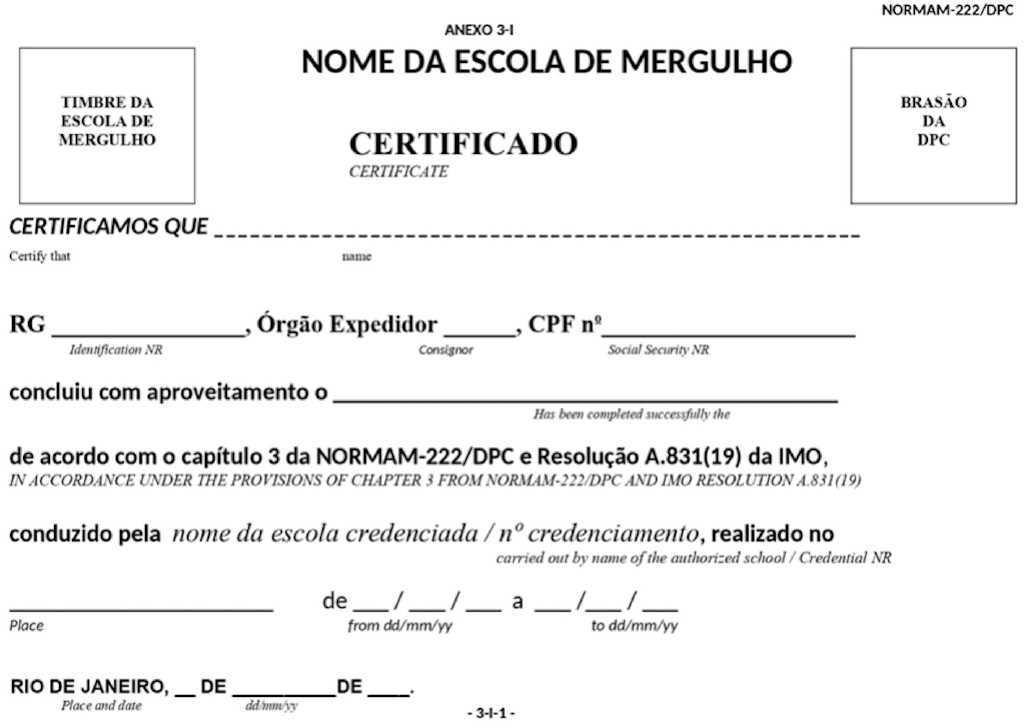 NORMAM-222/DPC
ANEXO 3-I
NOME DA ESCOLA DE MERGULHO
TIMBRE DA
ESCOLA DE
MERGULHO
BRASÃO
DA
DPC
CERTIFICADO
CERTIFICATE
CERTIFICAMOS QUE _ _ _ _ _ _ _ _ _ _ _ _ _ _ _ _ _ _ _ _ _ _ _ _ _ _ _ _ _ _ _ _ _ _ _ _ _ _ _ _ _ _ _ _ _ _ _ _ _ _ _ _ _
Certify that name
RG ________________, Órgão Expedidor ______, CPF nº_____________________
Identification NR Consignor Social Security NR
concluiu com aproveitamento o ___________________________________________
Has been completed successfully the
de acordo com o capítulo 3 da NORMAM-222/DPC e Resolução A.831(19) da IMO,
IN ACCORDANCE UNDER THE PROVISIONS OF CHAPTER 3 FROM NORMAM-222/DPC AND IMO RESOLUTION A.831(19)
conduzido pela nome da escola credenciada / nº credenciamento, realizado no
carried out by name of the authorized school / Credential NR
______________________ de ___ / ___ / ___ a ___ /___ / ___
Place from dd/mm/yy to dd/mm/yy
RIO DE JANEIRO, __ DE __________DE ____.
Place and date dd/mm/yy
- 3-I-1 -